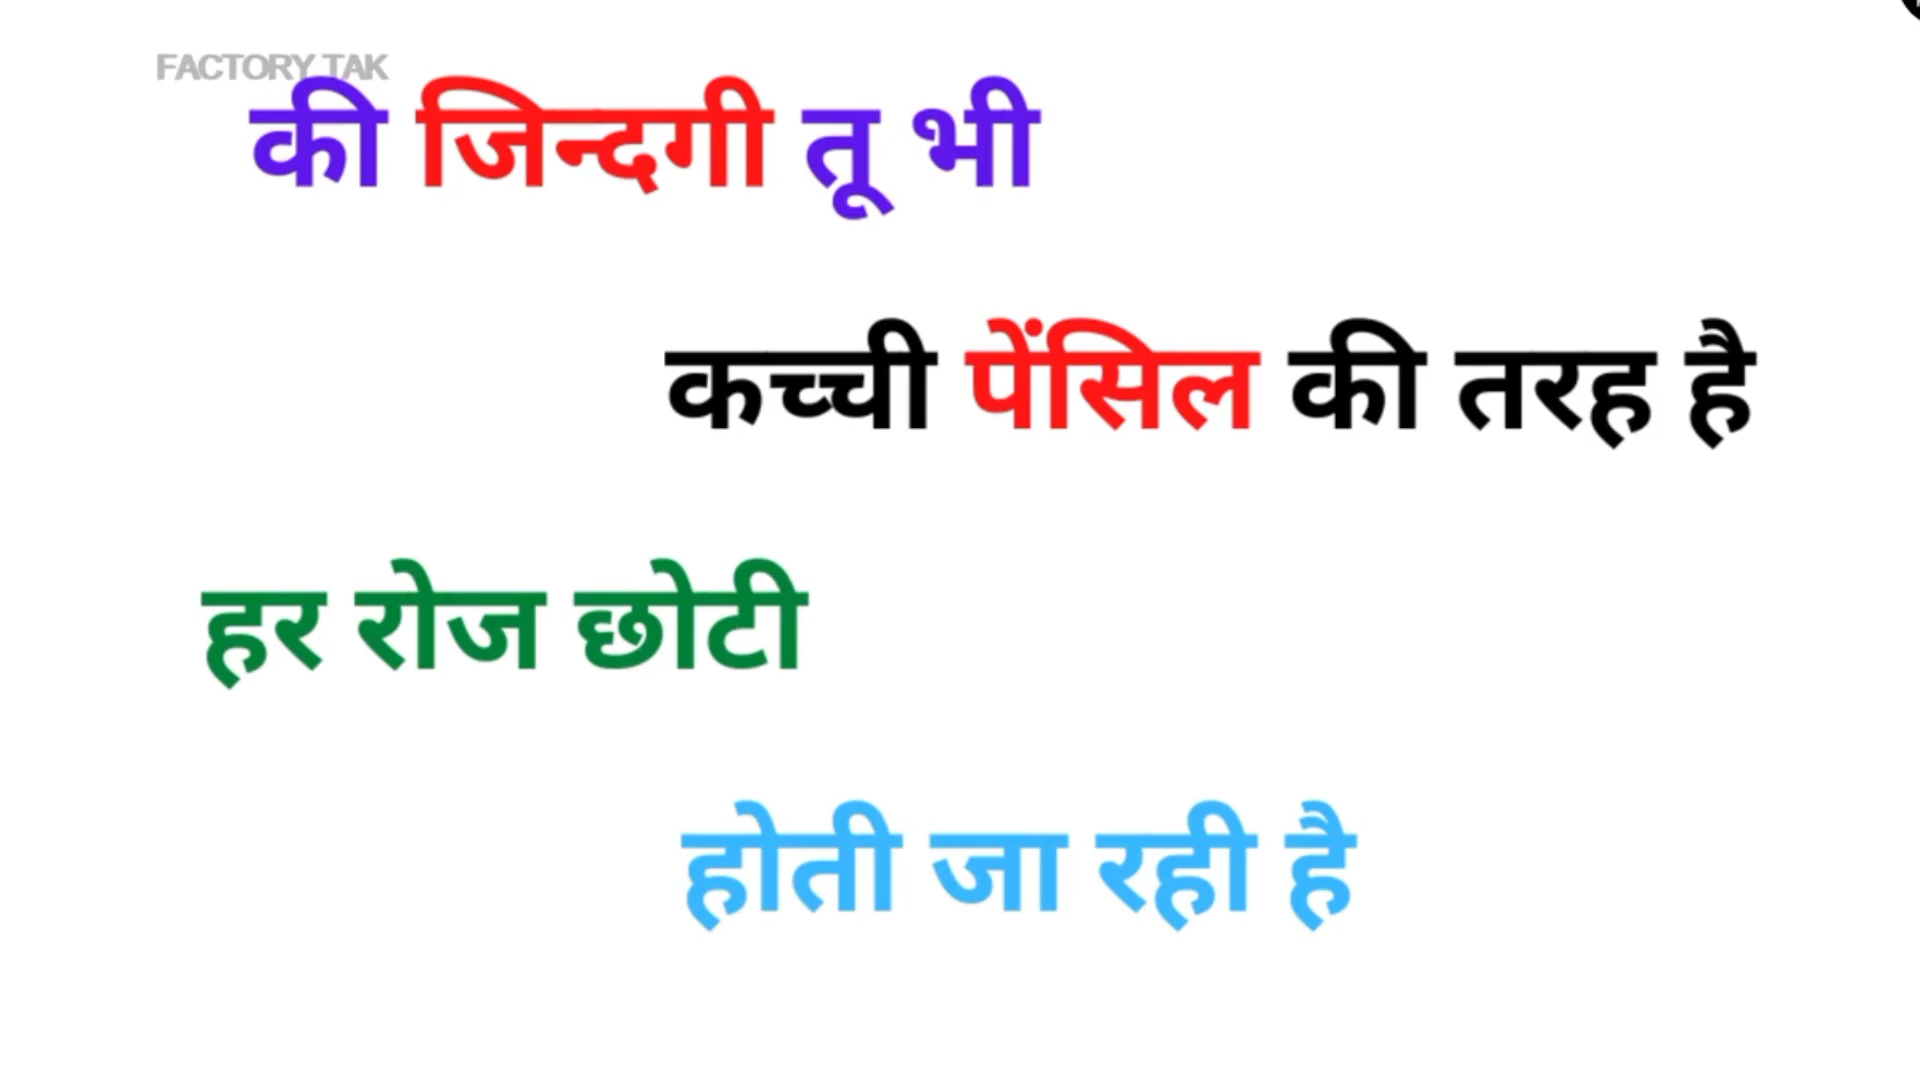 FACTORY TAK
की जिन्दगी तू भी
कच्ची पेंसिल की तरह है
हर रोज छोटी
होती जा रही है